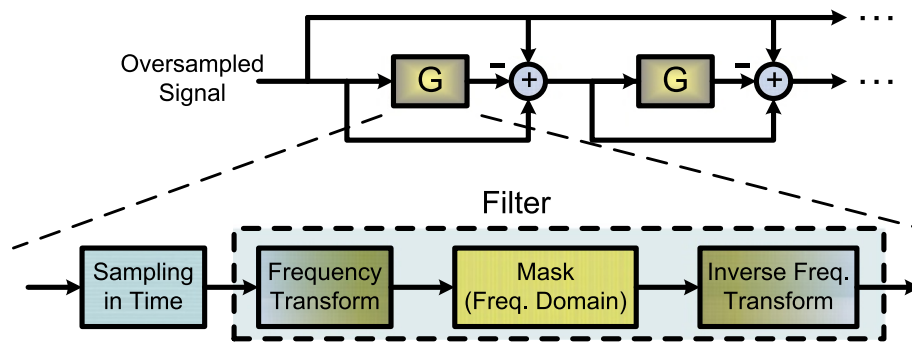 . . .
Oversampled
Signal
G
–
+
G
–
+
. . .
Filter
Sampling
in Time
Frequency
Transform
Mask
(Freq. Domain)
Inverse Freq.
Transform